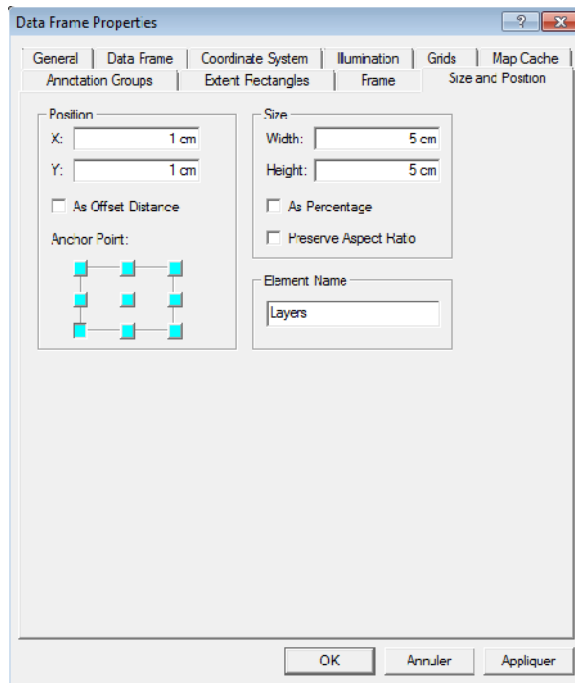 Data Frame Properties
General Data Frame Coordinate System Illumination Grids Map Cache
Annotation Groups Extent Rectangles Frame Size and Position
Position
X: 1 cm
Y: 1 cm
As Offset Distance
Anchor Point:
Size
Width: 5 cm
Height: 5 cm
As Percentage
Preserve Aspect Ratio
Element Name
Layers
OK Annuler Appliquer